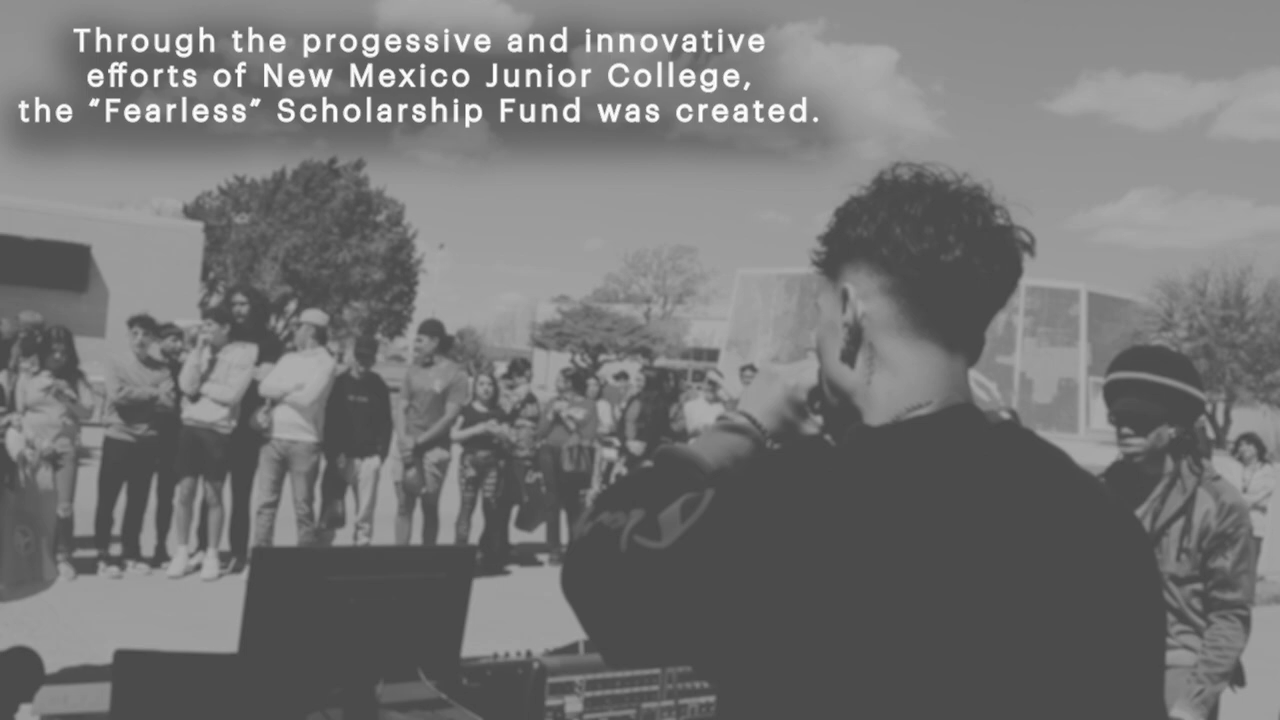 Through the progessive and innovative
efforts of New Mexico Junior College,
the “Fearless” Scholarship Fund was created.